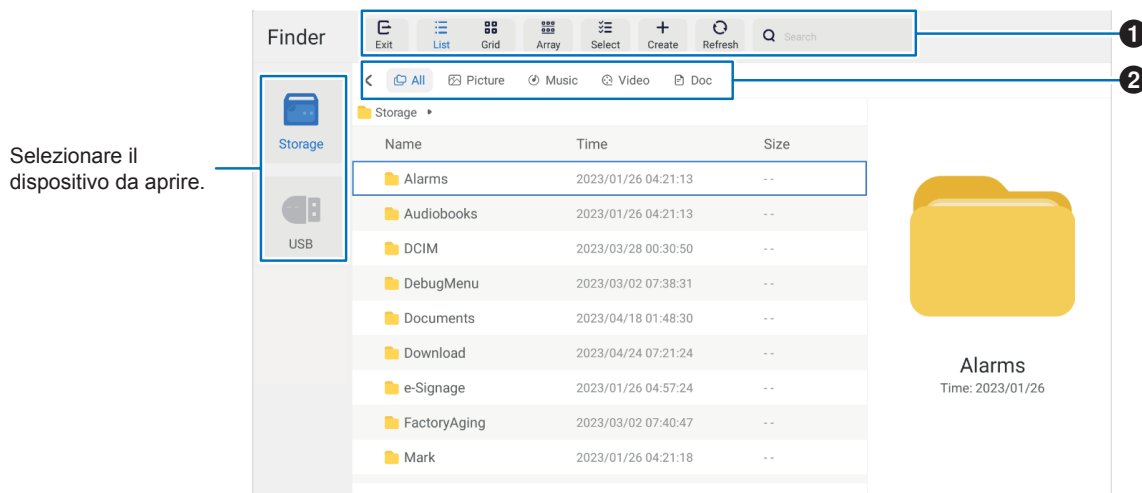 Finder
Exit List Grid Array Select Create Refresh Search
1
All Picture Music Video Doc
2
Storage
USB
Selezionare il
dispositivo da aprire.
Storage
Name Time Size
Alarms 2023/01/26 04:21:13 --
Audiobooks 2023/01/26 04:21:13 --
DCIM 2023/03/28 00:30:50 --
DebugMenu 2023/03/02 07:38:31 --
Documents 2023/04/18 01:48:30 --
Download 2023/04/24 07:21:24 --
e-Signage 2023/01/26 04:57:24 --
FactoryAging 2023/03/02 07:40:47 --
Mark 2023/01/26 04:21:18 --
Alarms
Time: 2023/01/26